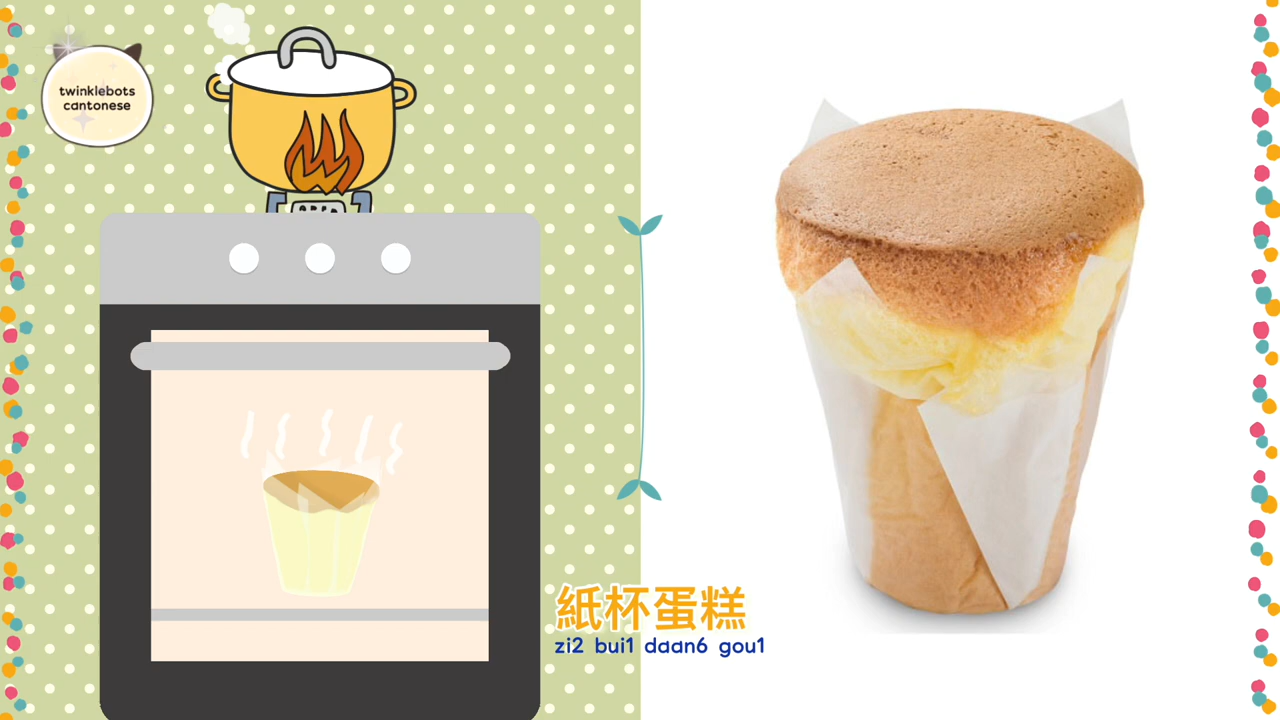 twinklebots
cantonese
紙杯蛋糕
zi2 bui1 daan6 gou1